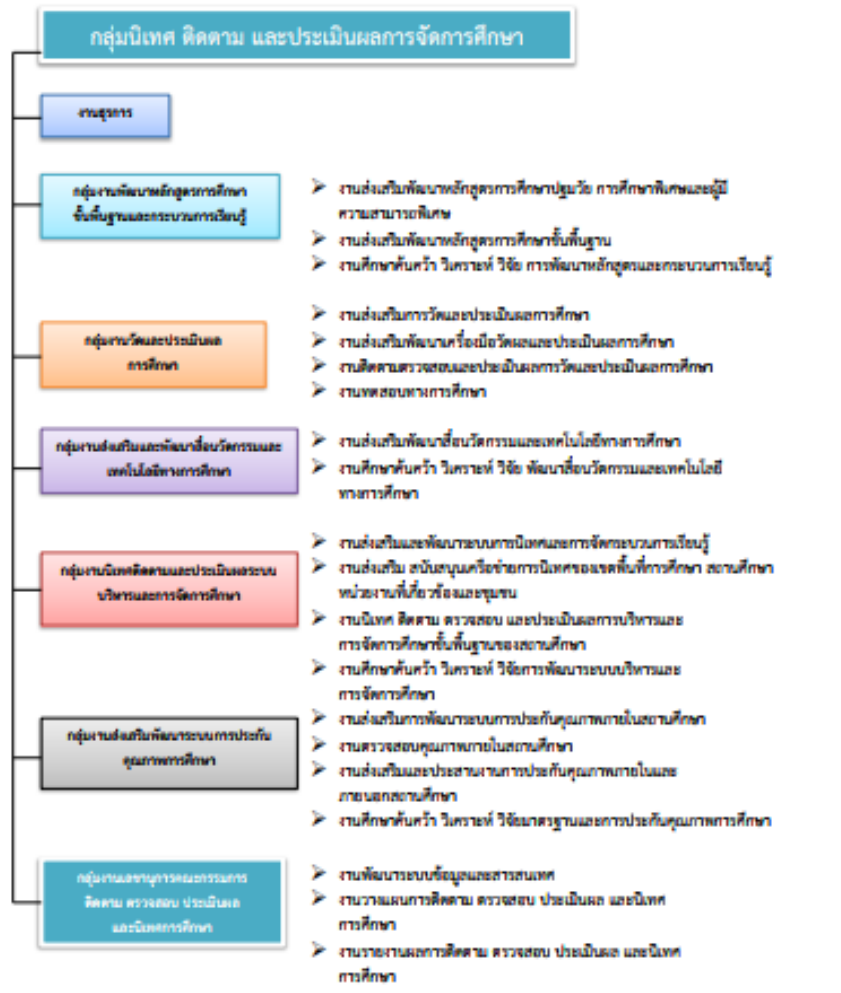 กลุ่มนิเทศ ติดตาม และประเมินผลการจัดการศึกษา
งานธุรการ
กลุ่มงานพัฒนาหลักสูตรการศึกษา
ขั้นพื้นฐานและกระบวนการเรียนรู้
➢ งานส่งเสริมพัฒนาหลักสูตรการศึกษาปฐมวัย การศึกษาพิเศษและผู้มี
ความสามารถพิเศษ
➢ งานส่งเสริมพัฒนาหลักสูตรการศึกษาขั้นพื้นฐาน
➢ งานศึกษาค้นคว้า วิเคราะห์ วิจัย การพัฒนาหลักสูตรและกระบวนการเรียนรู้
กลุ่มงานวัดและประเมินผล
การศึกษา
➢ งานส่งเสริมการวัดและประเมินผลการศึกษา
➢ งานส่งเสริมพัฒนาเครื่องมือวัดผลและประเมินผลการศึกษา
➢ งานติดตามตรวจสอบและประเมินผลการวัดและประเมินผลการศึกษา
➢ งานทดสอบทางการศึกษา
กลุ่มงานส่งเสริมและพัฒนาสื่อนวัตกรรมและ
เทคโนโลยีทางการศึกษา
➢ งานส่งเสริมพัฒนาสื่อนวัตกรรมและเทคโนโลยีทางการศึกษา
➢ งานศึกษาค้นคว้า วิเคราะห์ วิจัย พัฒนาสื่อนวัตกรรมและเทคโนโลยี
ทางการศึกษา
กลุ่มงานนิเทศติดตามและประเมินผลระบบ
บริหารและการจัดการศึกษา
➢ งานส่งเสริมและพัฒนาระบบการนิเทศและการจัดกระบวนการเรียนรู้
➢ งานส่งเสริม สนับสนุนเครือข่ายการนิเทศของเขตพื้นที่การศึกษา สถานศึกษา
หน่วยงานที่เกี่ยวข้องและชุมชน
➢ งานนิเทศ ติดตาม ตรวจสอบ และประเมินผลการบริหารและ
การจัดการศึกษาขั้นพื้นฐานของสถานศึกษา
➢ งานศึกษาค้นคว้า วิเคราะห์ วิจัยการพัฒนาระบบบริหารและ
การจัดการศึกษา
กลุ่มงานส่งเสริมพัฒนาระบบการประกัน
คุณภาพการศึกษา
➢ งานส่งเสริมการพัฒนาระบบการประกันคุณภาพภายในสถานศึกษา
➢ งานตรวจสอบคุณภาพภายในสถานศึกษา
➢ งานส่งเสริมและประสานงานการประกันคุณภาพภายในและ
ภายนอกสถานศึกษา
➢ งานศึกษาค้นคว้า วิเคราะห์ วิจัยมาตรฐานและการประกันคุณภาพการศึกษา
กลุ่มงานเลขานุการคณะกรรมการ
ติดตาม ตรวจสอบ ประเมินผล
และนิเทศการศึกษา
➢ งานพัฒนาระบบข้อมูลและสารสนเทศ
➢ งานวางแผนการติดตาม ตรวจสอบ ประเมินผล และนิเทศ
การศึกษา
➢ งานรายงานผลการติดตาม ตรวจสอบ ประเมินผล และนิเทศ
การศึกษา